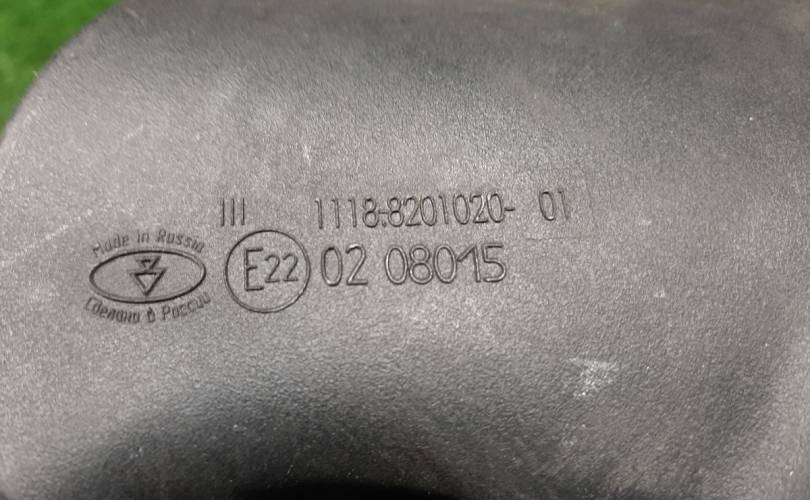 III 1118-8201020- 01
Made in Russia
E22 02 08015
Сделано в России